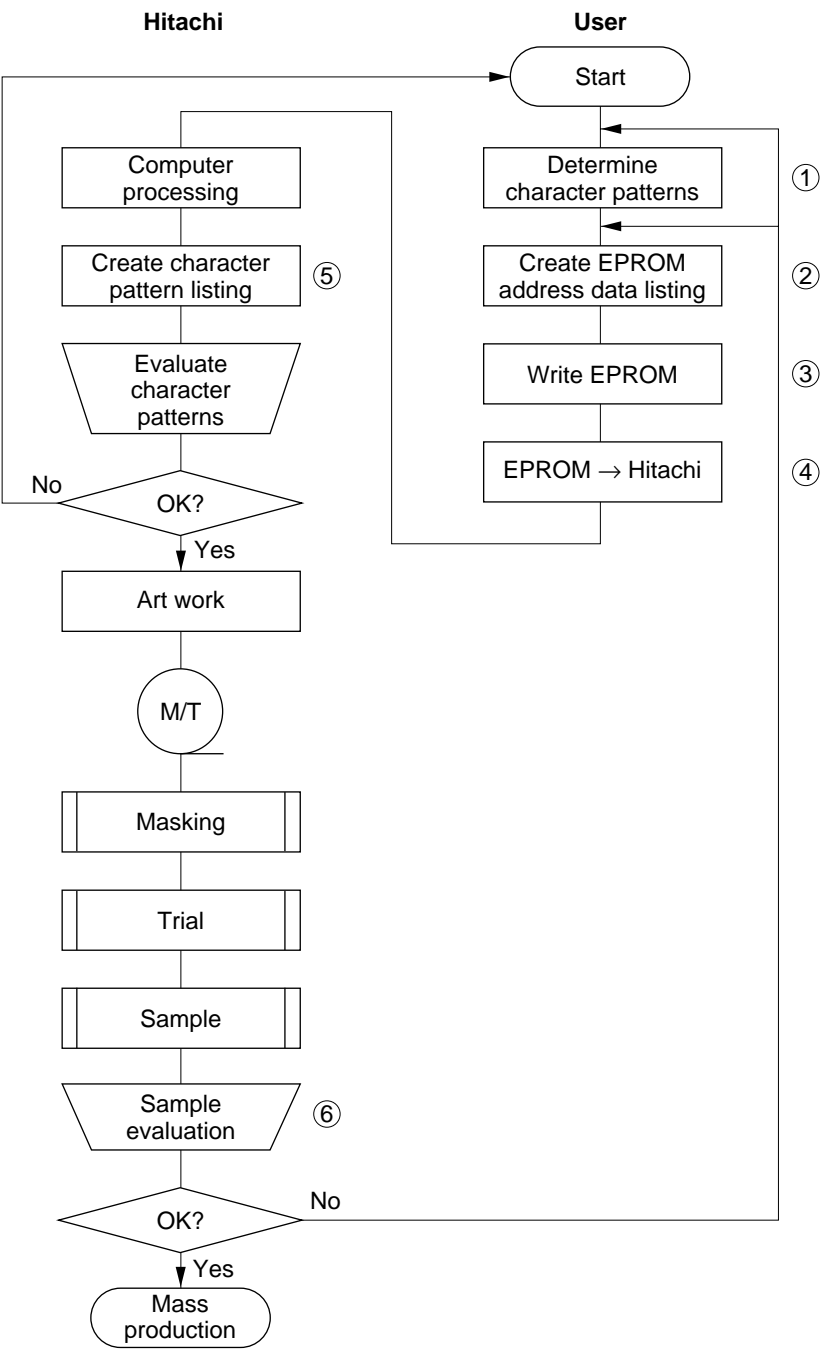 Hitachi
User
Start
Determine
character patterns
①
Create EPROM
address data listing
②
Write EPROM
③
EPROM → Hitachi
④
Computer
processing
Create character
pattern listing
⑤
Evaluate
character
patterns
No
OK?
Yes
Art work
M/T
Masking
Trial
Sample
Sample
evaluation
⑥
No
OK?
Yes
Mass
production